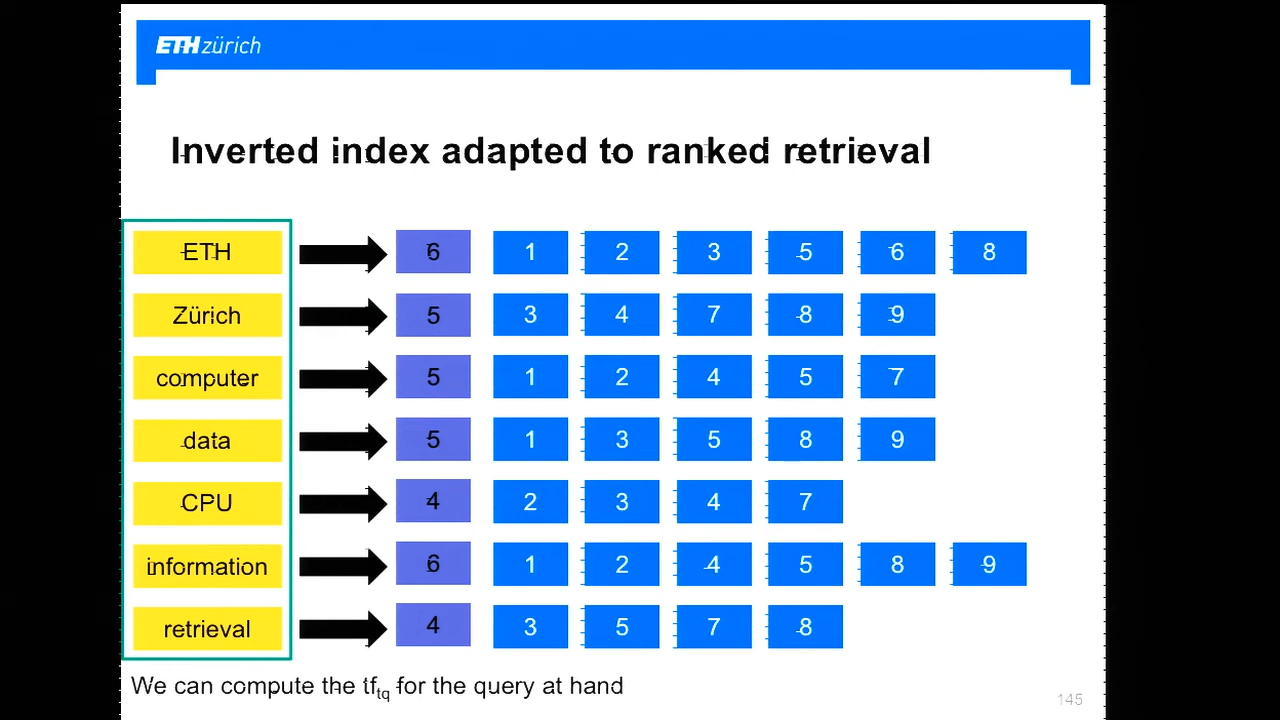 ETH zürich
Inverted index adapted to ranked retrieval
ETH 6 1 2 3 5 6 8
Zürich 5 3 4 7 8 9
computer 5 1 2 4 5 7
data 5 1 3 5 8 9
CPU 4 2 3 4 7
information 6 1 2 4 5 8 9
retrieval 4 3 5 7 8
We can compute the tftq for the query at hand
145